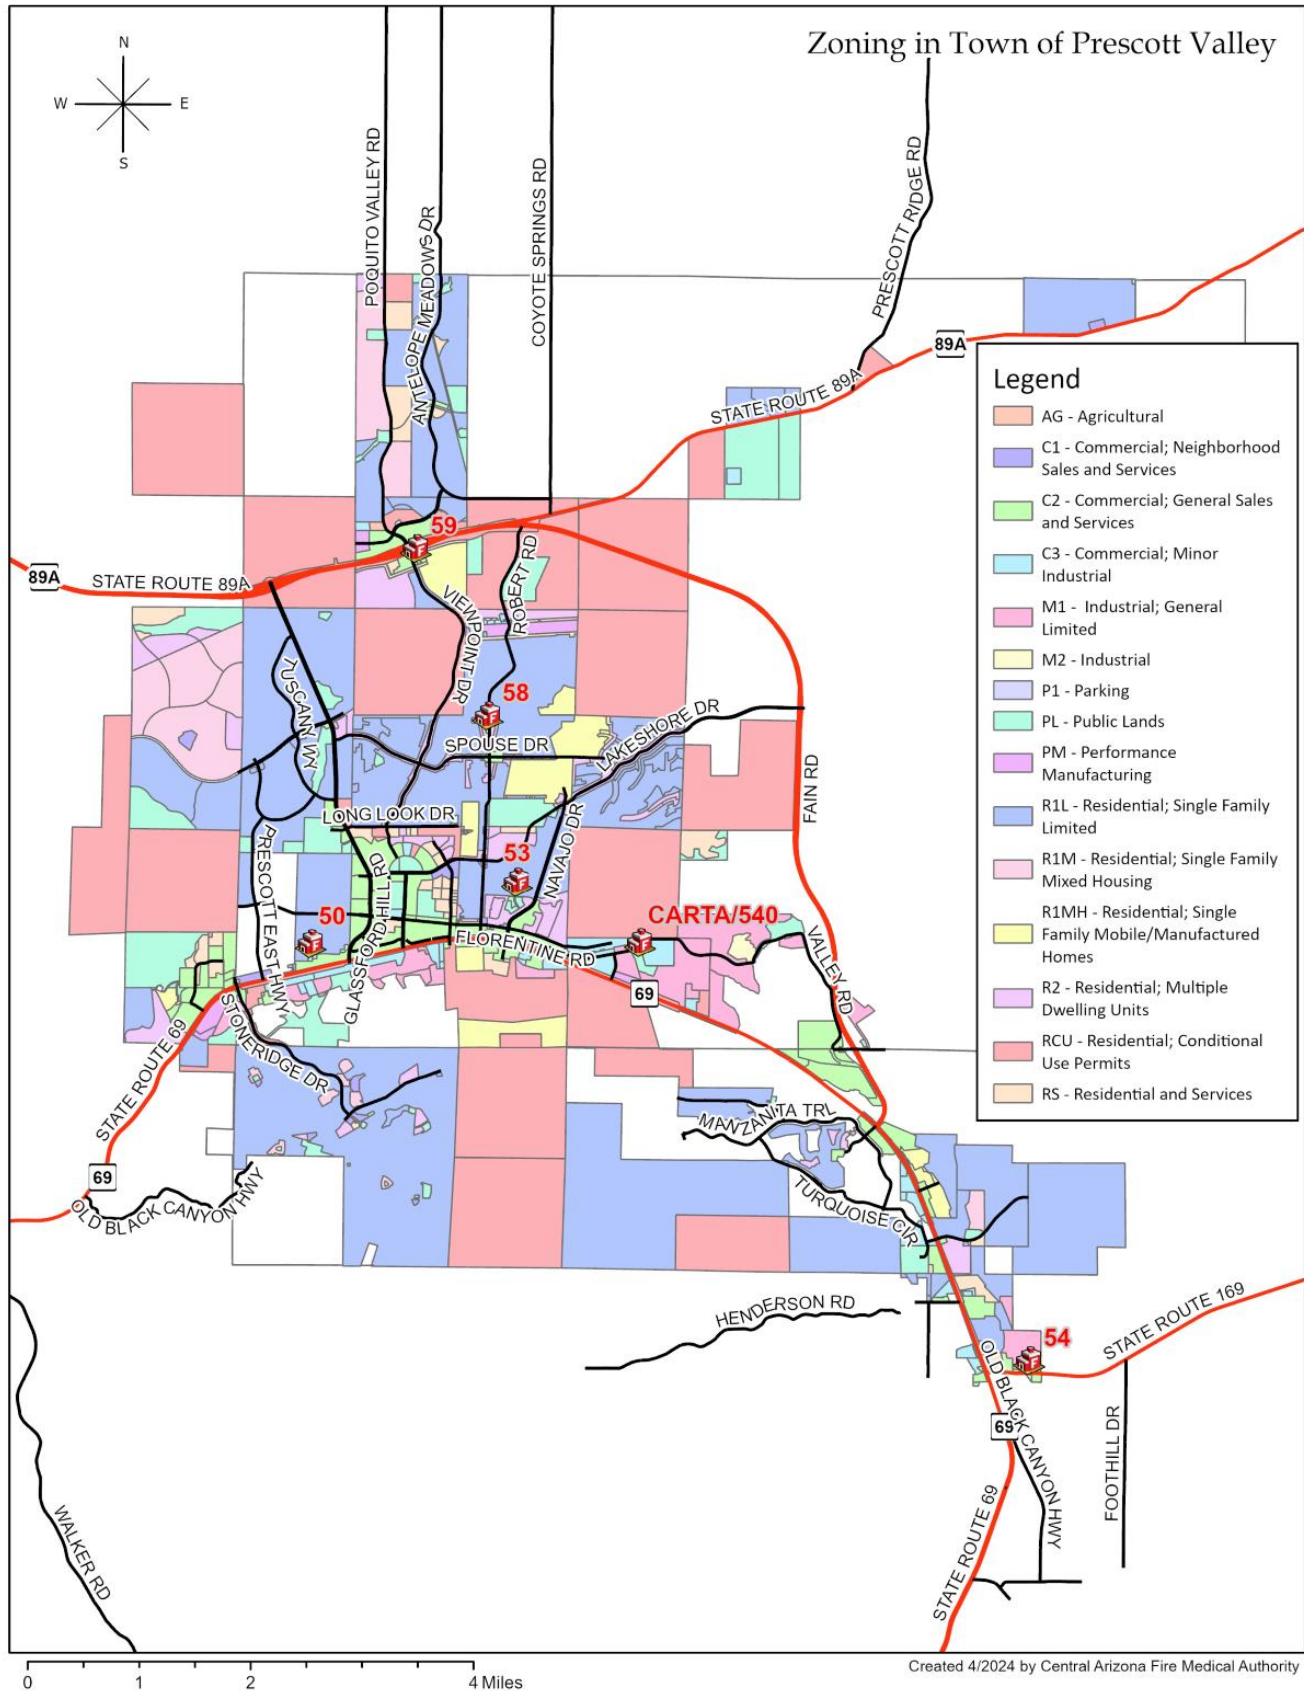 Zoning in Town of Prescott Valley
N
W
E
S
POQUITO VALLEY RD
ANTELOPE MEADOWS DR
COYOTE SPRINGS RD
PRESCOTT RIDGE RD
89A
STATE ROUTE 89A
Legend
AG - Agricultural
C1 - Commercial; Neighborhood
Sales and Services
C2 - Commercial; General Sales
and Services
C3 - Commercial; Minor
Industrial
M1 - Industrial; General
Limited
M2 - Industrial
P1 - Parking
PL - Public Lands
PM - Performance
Manufacturing
R1L - Residential; Single Family
Limited
R1M - Residential; Single Family
Mixed Housing
R1MH - Residential; Single
Family Mobile/Manufactured
Homes
R2 - Residential; Multiple
Dwelling Units
RCU - Residential; Conditional
Use Permits
RS - Residential and Services
59
F
89A
STATE ROUTE 89A
VIEWPOINT DR
ROBERT RD
TUSCANY WY
58
F
SPOUSE DR
LAKESHORE DR
FAIN RD
LONG LOOK DR
PRESCOTT EAST HWY
GLASSFORD HILL RD
53
F
NAVAJO DR
50
F
CARTA/540
F
FLORENTINE RD
VALLEY RD
69
STONERIDGE DR
STATE ROUTE 69
MANZANITA TRL
TURQUOISE CIR
69
OLD BLACK CANYON HWY
HENDERSON RD
STATE ROUTE 169
54
F
OLD BLACK CANYON HWY
69
FOOTHILL DR
STATE ROUTE 69
WALKER RD
0 1 2 4 Miles
Created 4/2024 by Central Arizona Fire Medical Authority